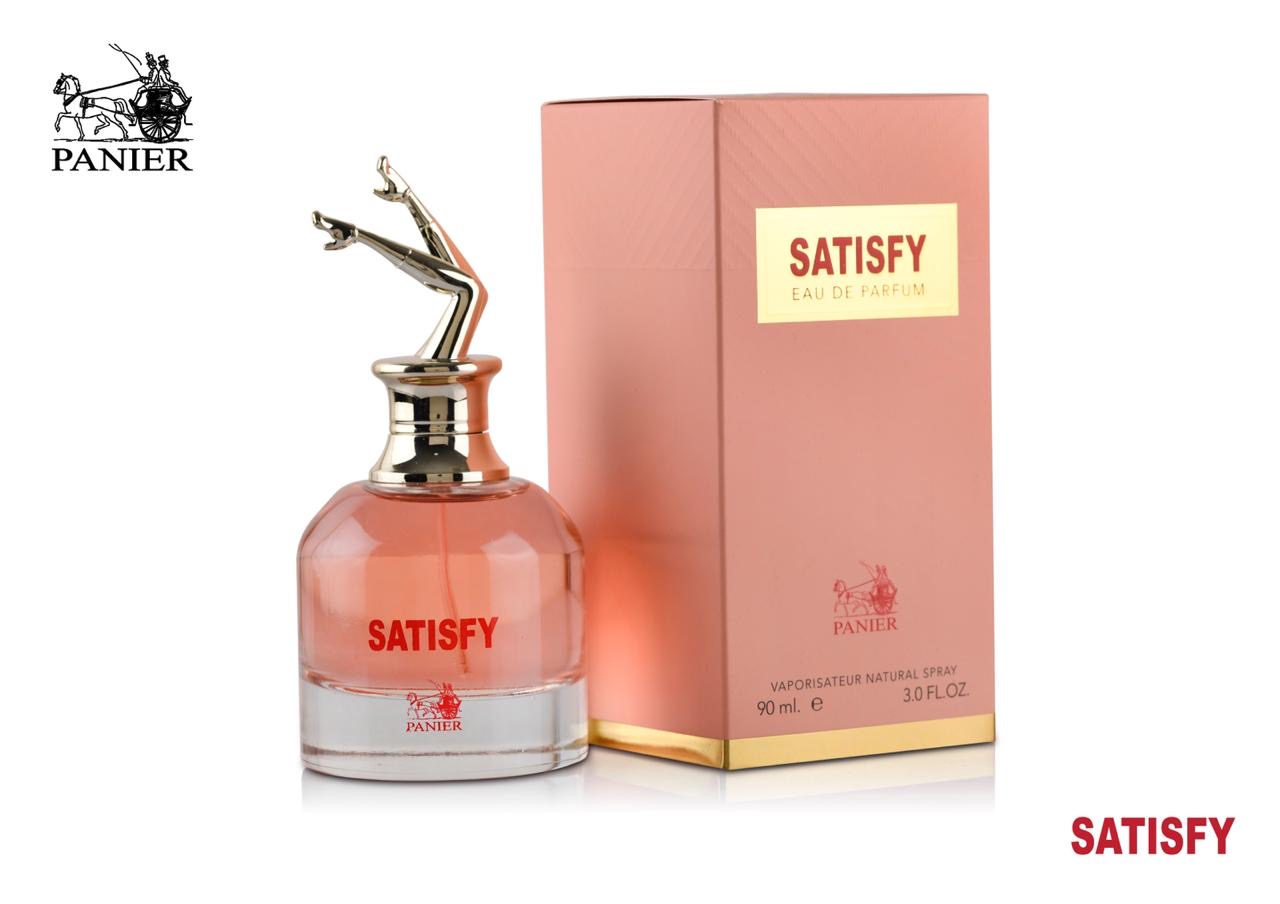 PANIER
SATISFY
EAU DE PARFUM
SATISFY
PANIER
PANIER
VAPORISATEUR NATURAL SPRAY
90 ml. e 3.0 FL.OZ.
SATISFY